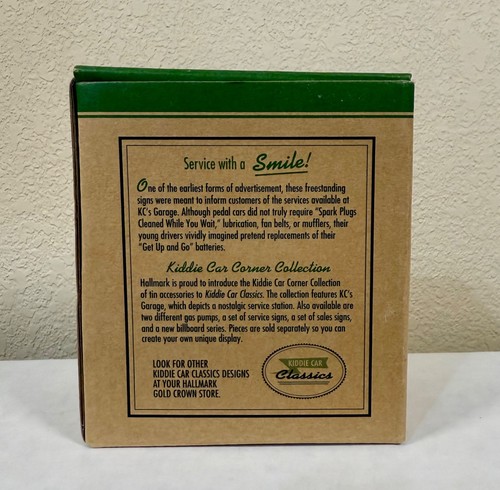 Service with a Smile!
One of the earliest forms of advertisement, these freestanding
signs were meant to inform customers of the services available at
KC's Garage. Although pedal cars did not truly require "Spark Plugs
Cleaned While You Wait," lubrication, fan belts, or mufflers, their
young drivers vividly imagined pretend replacements of their
"Get Up and Go" batteries.
Kiddie Car Corner Collection
Hallmark is proud to introduce the Kiddie Car Corner Collection
of tin accessories to Kiddie Car Classics. The collection features KC's
Garage, which depicts a nostalgic service station. Also available are
two different gas pumps, a set of service signs, a set of sales signs,
and a new billboard series. Pieces are sold separately so you can
create your own unique display.
LOOK FOR OTHER
KIDDIE CAR CLASSICS DESIGNS
AT YOUR HALLMARK
GOLD CROWN STORE.
KIDDIE CAR
Classics